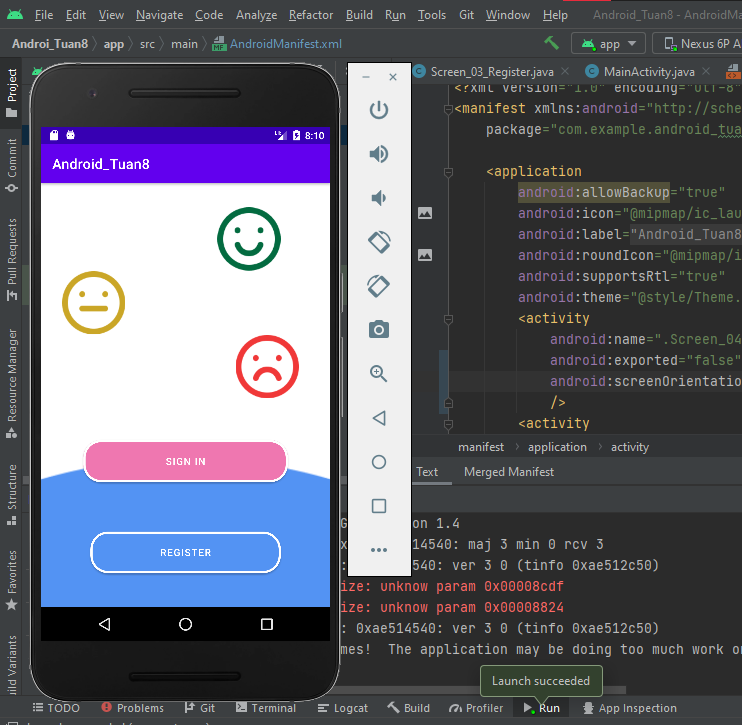 File Edit View Navigate Code Analyze Refactor Build Run Tools Git Window Help Android_Tuan8 - AndroidMa
Androi_Tuan8 app src main AndroidManifest.xml app Nexus 6P A
Project
Commit
Pull Requests
Resource Manager
Structure
Favorites
ild Variants
8:10
Android_Tuan8
SIGN IN
REGISTER
Screen_03_Register.java MainActivity.java
<?xml version="1.0" encoding="utf-8"
<manifest xmlns:android="http://sche
package="com.example.android_tua
<application
android:allowBackup="true"
android:icon="@mipmap/ic_lau
android:label="Android_Tuan8
android:roundIcon="@mipmap/i
android:supportsRtl="true"
android:theme="@style/Theme.
<activity
android:name=".Screen_04
android:exported="false"
android:screenOrientatio
/>
<activity
manifest application activity
Text Merged Manifest
on 1.4
514540: maj 3 min 0 rcv 3
514540: ver 3 0 (tinfo 0xae512c50)
ize: unknow param 0x00008cdf
ize: unknow param 0x00008824
: 0xae514540: ver 3 0 (tinfo 0xae512c50)
mes! The application may be doing too much work on
Launch succeeded
TODO Problems Git Terminal Logcat Build Profiler Run App Inspection